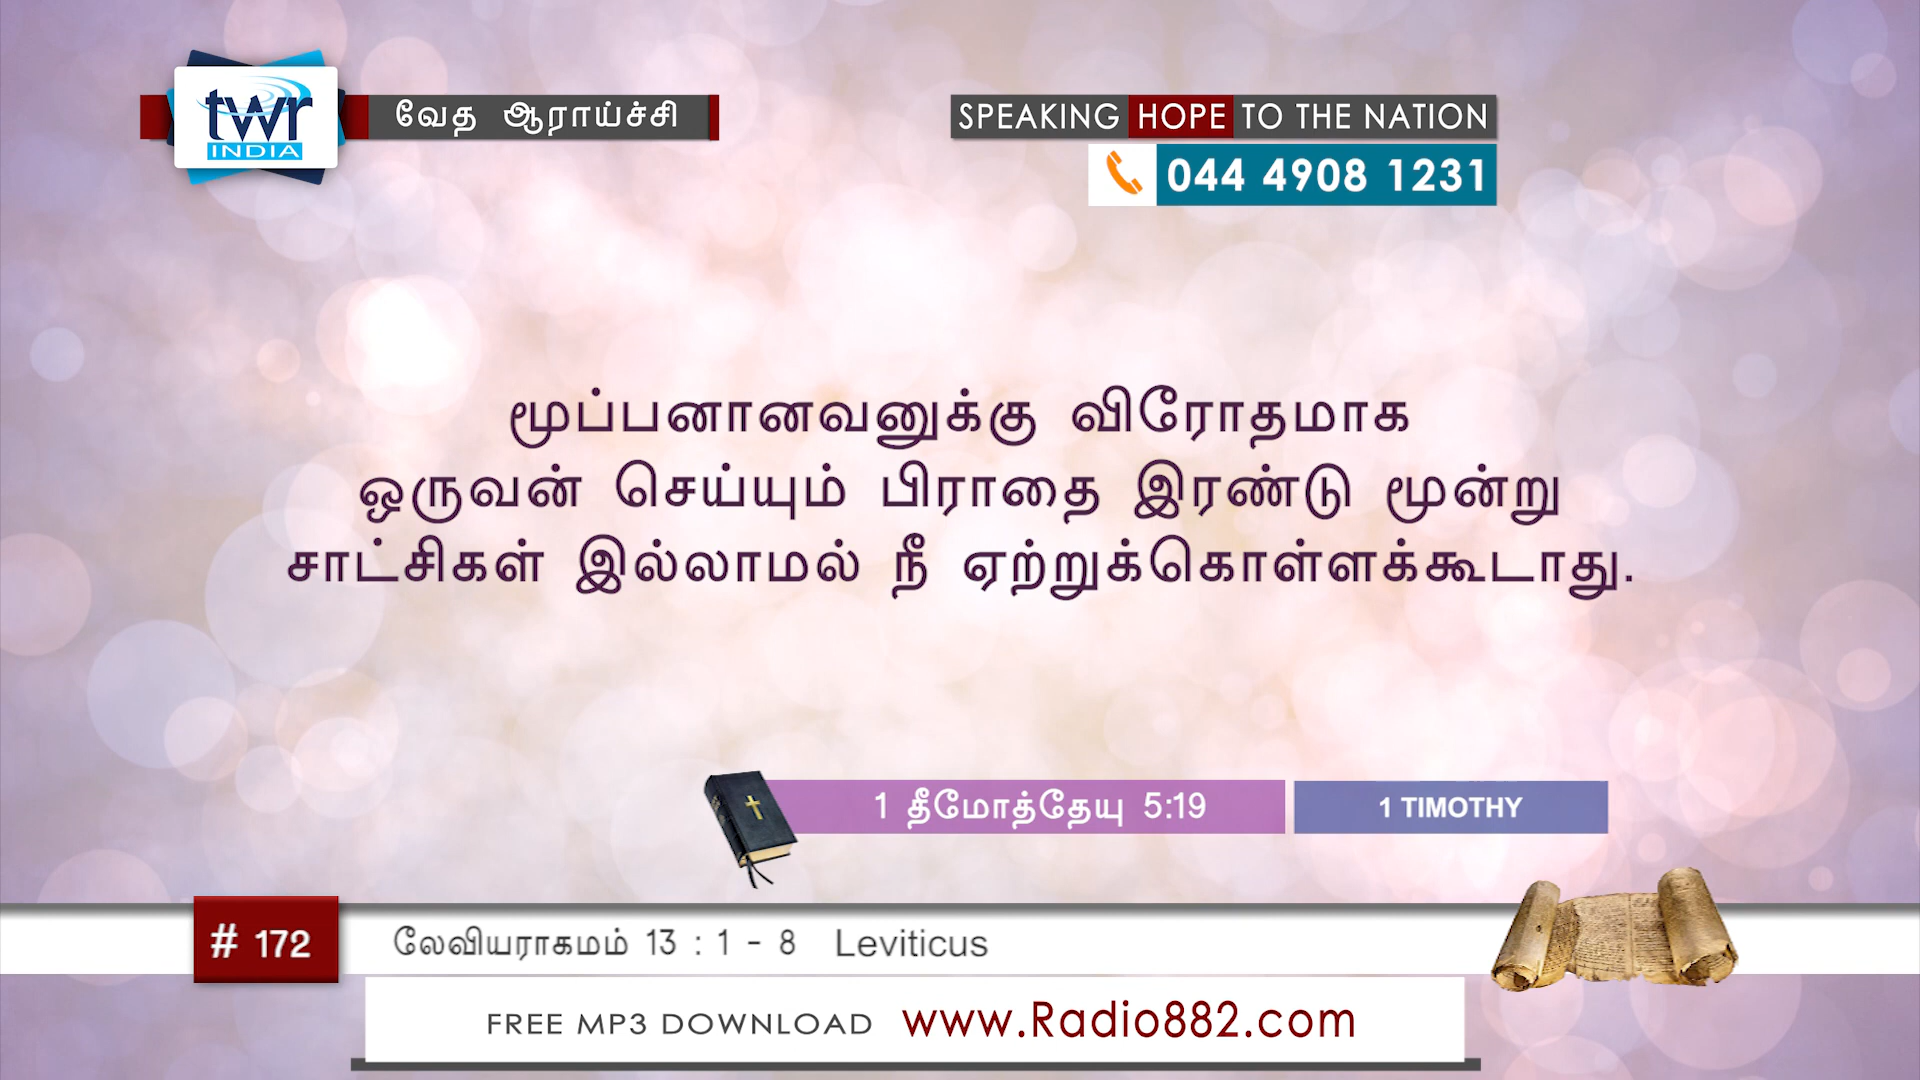 twr
INDIA
வேத ஆராய்ச்சி
SPEAKING HOPE TO THE NATION
044 4908 1231
மூப்பனானவனுக்கு விரோதமாக
ஒருவன் செய்யும் பிராதை இரண்டு மூன்று
சாட்சிகள் இல்லாமல் நீ ஏற்றுக்கொள்ளக்கூடாது.
1 தீமோத்தேயு 5:19
1 TIMOTHY
# 172
லேவியராகமம் 13 : 1 - 8 Leviticus
FREE MP3 DOWNLOAD www.Radio882.com